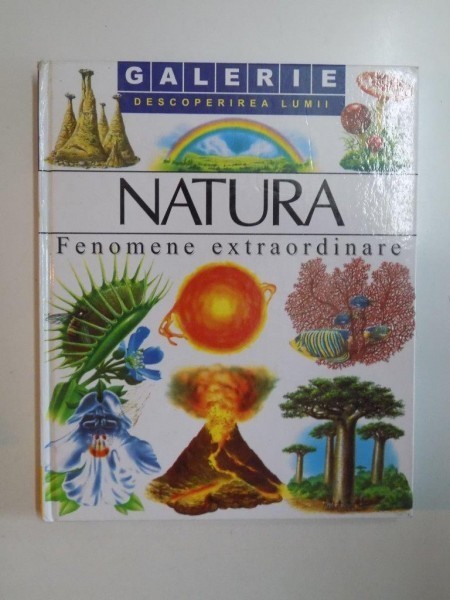 GALERIE
DESCOPERIREA LUMII
NATURA
Fenomene extraordinare